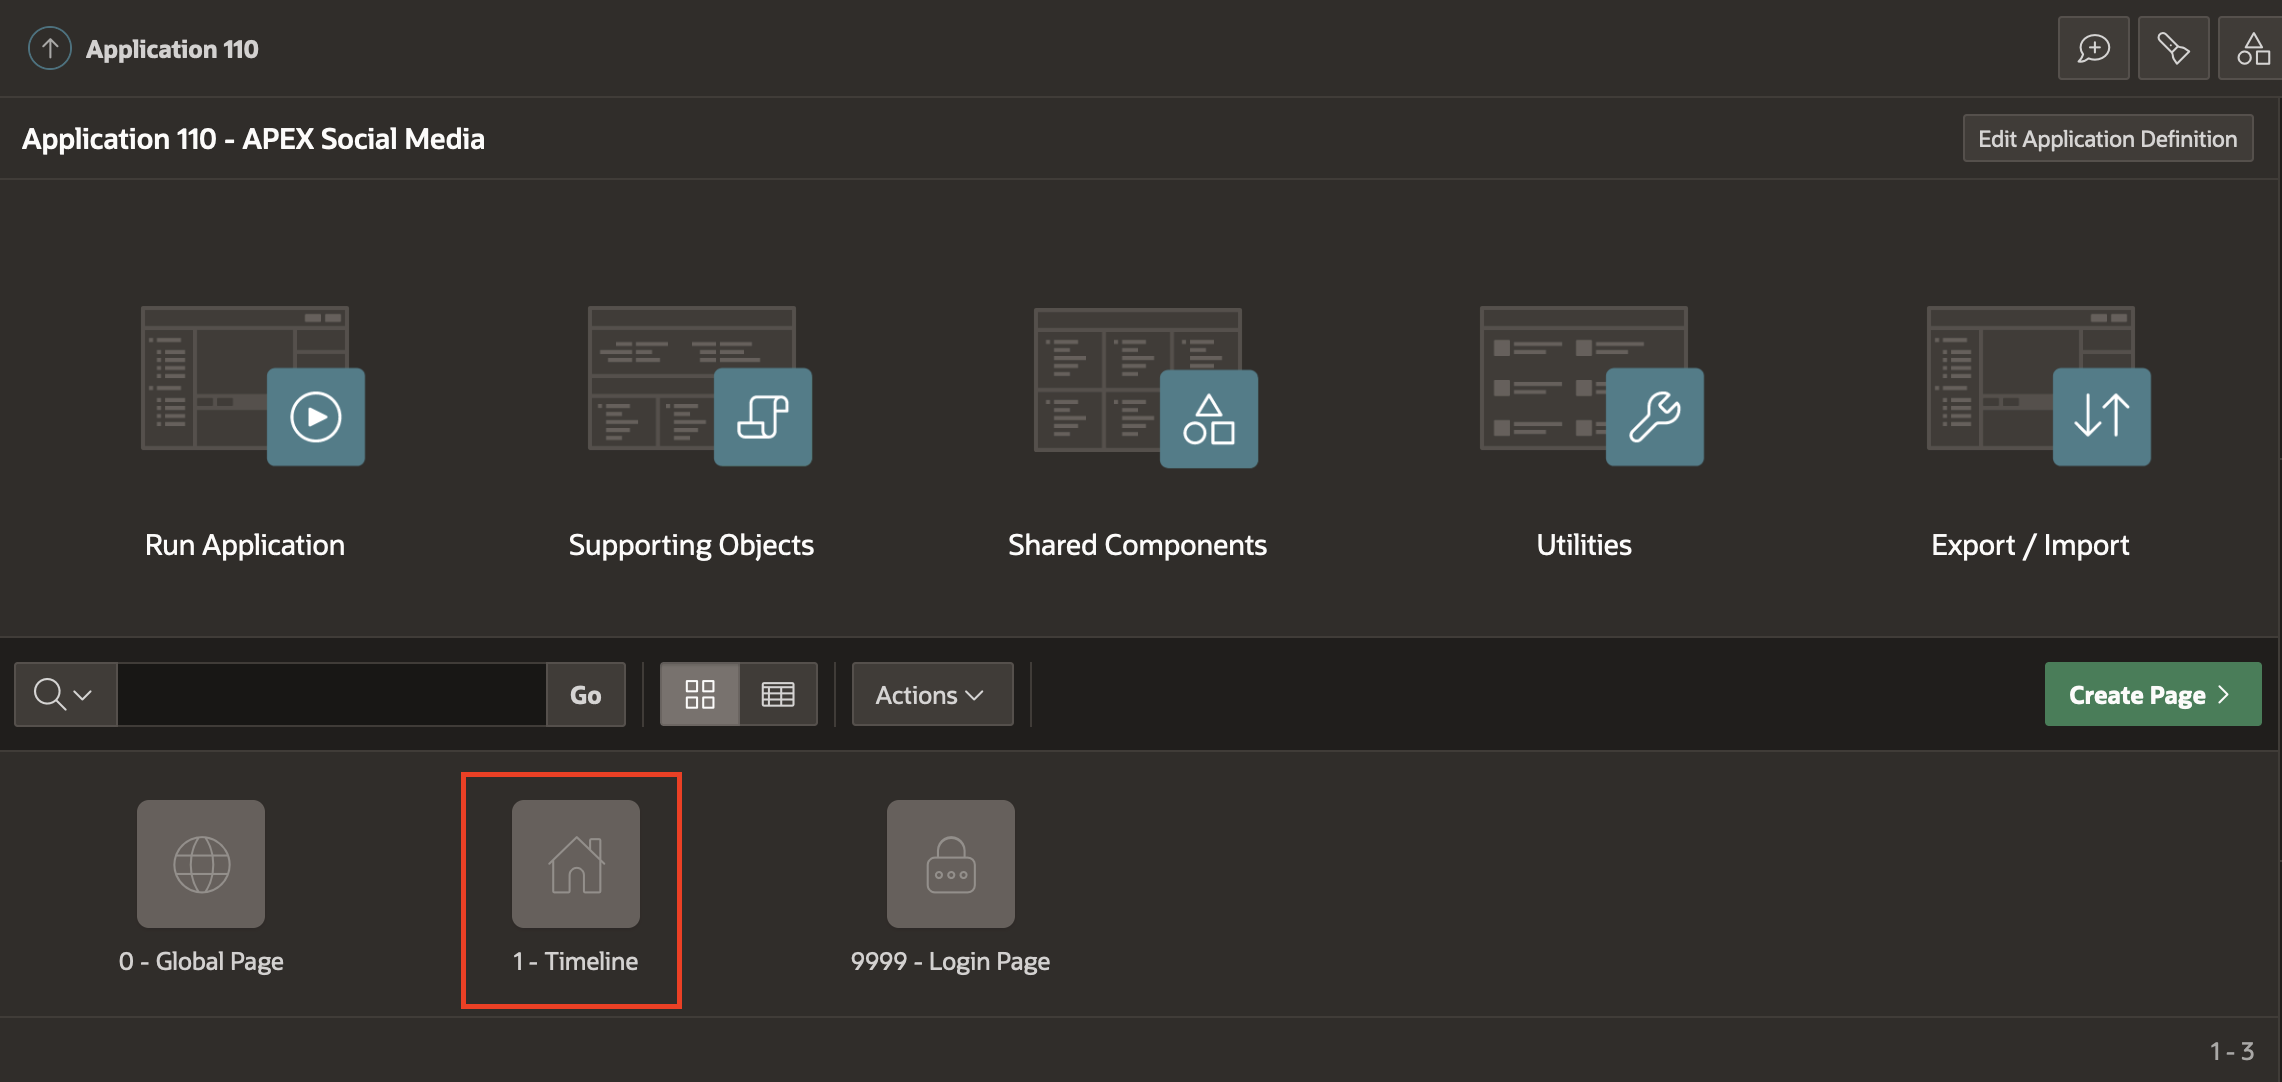 Application 110
Application 110 - APEX Social Media
Edit Application Definition
Run Application
Supporting Objects
Shared Components
Utilities
Export / Import
Go
Actions
Create Page
0 - Global Page
1 - Timeline
9999 - Login Page
1 - 3